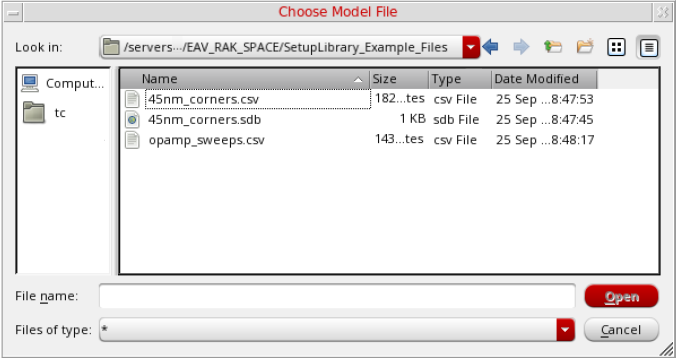 Choose Model File
Look in: /servers···/EAV_RAK_SPACE/SetupLibrary_Example_Files
Comput...
tc
Name Size Type Date Modified
45nm_corners.csv 182...tes csv File 25 Sep ...8:47:53
45nm_corners.sdb 1 KB sdb File 25 Sep ...8:47:45
opamp_sweeps.csv 143...tes csv File 25 Sep ...8:48:17
File name: Open
Files of type: * Cancel